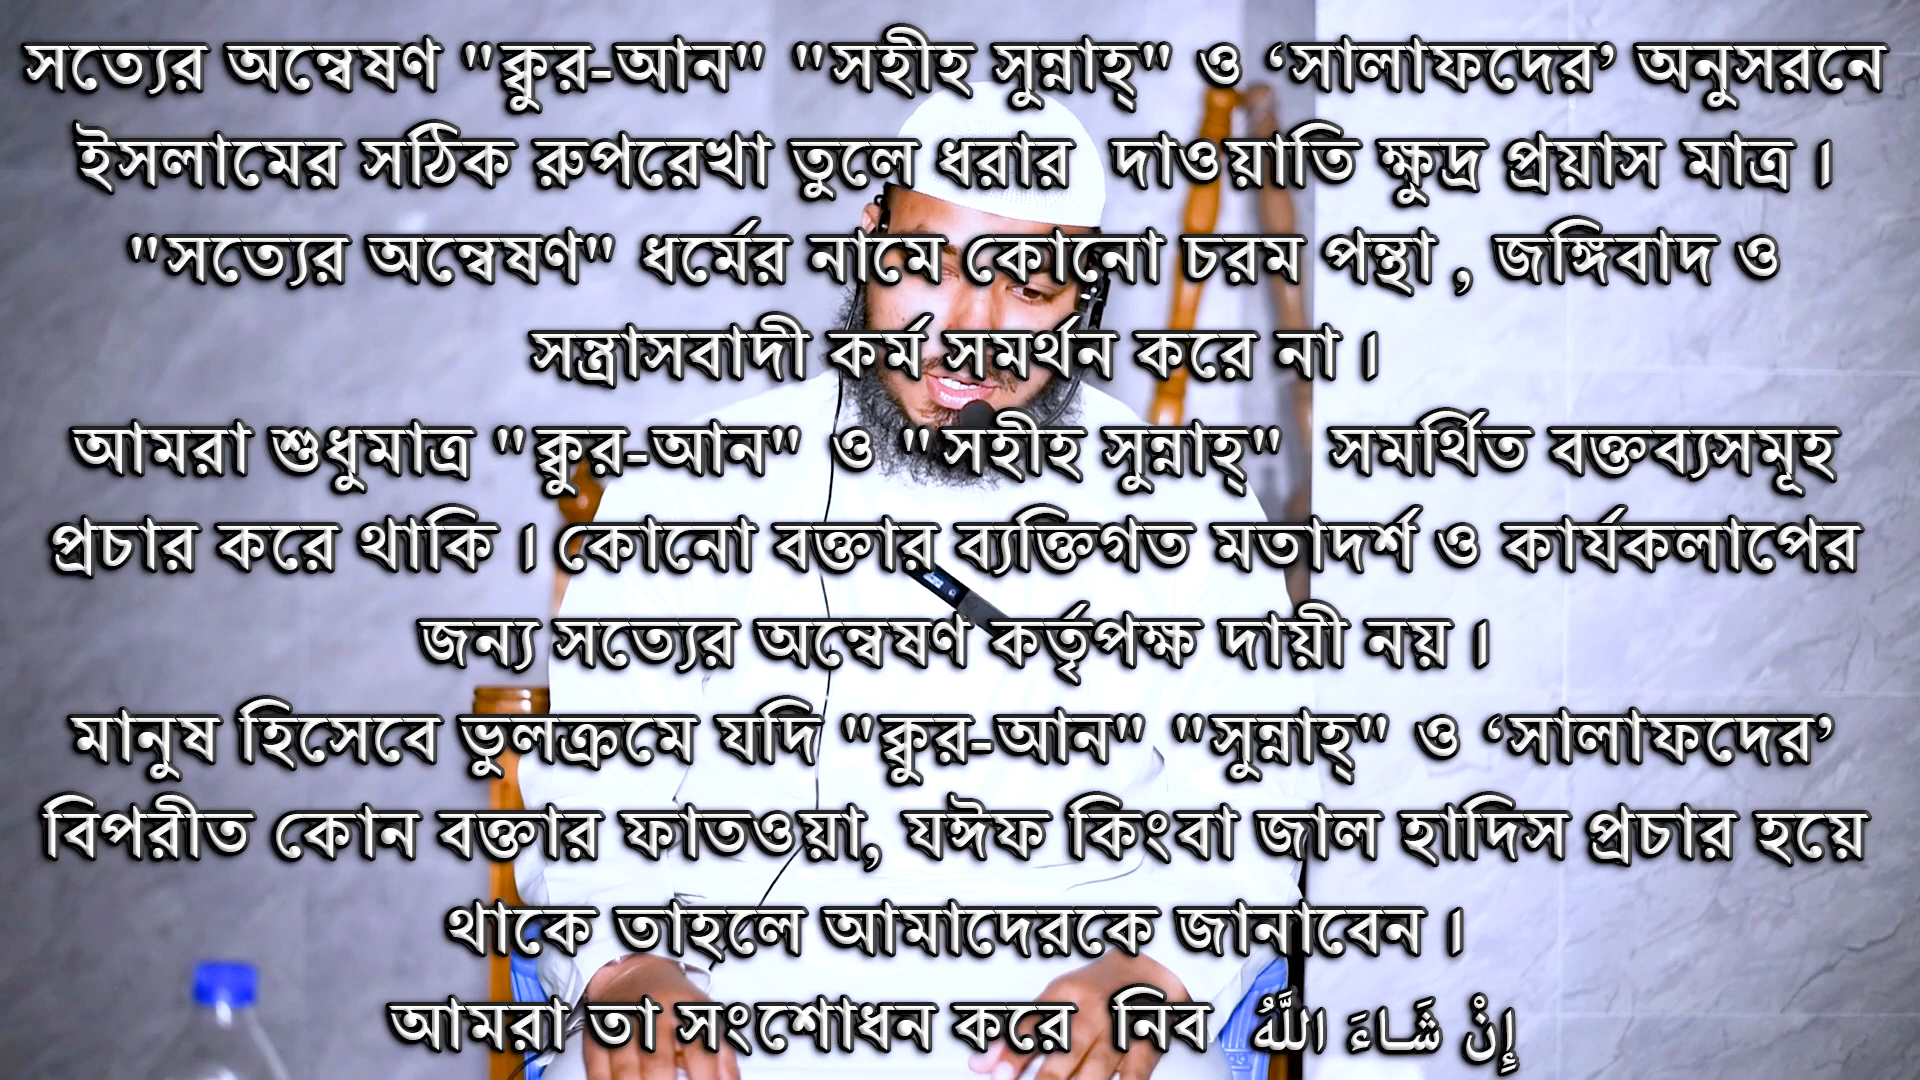 সত্যের অন্বেষণ "ক্বুর-আন" "সহীহ সুন্নাহ্" ও ‘সালাফদের’ অনুসরনে
ইসলামের সঠিক রুপরেখা তুলে ধরার দাওয়াতি ক্ষুদ্র প্রয়াস মাত্র।
"সত্যের অন্বেষণ" ধর্মের নামে কোনো চরম পন্থা , জঙ্গিবাদ ও
সন্ত্রাসবাদী কর্ম সমর্থন করে না।
আমরা শুধুমাত্র "ক্বুর-আন" ও "সহীহ সুন্নাহ্" সমর্থিত বক্তব্যসমূহ
প্রচার করে থাকি। কোনো বক্তার ব্যক্তিগত মতাদর্শ ও কার্যকলাপের
জন্য সত্যের অন্বেষণ কর্তৃপক্ষ দায়ী নয়।
মানুষ হিসেবে ভুলক্রমে যদি "ক্বুর-আন" "সুন্নাহ্" ও ‘সালাফদের’
বিপরীত কোন বক্তার ফাতওয়া, যঈফ কিংবা জাল হাদিস প্রচার হয়ে
থাকে তাহলে আমাদেরকে জানাবেন।
আমরা তা সংশোধন করে নিব إِنْ شَاءَ اللَّهُ